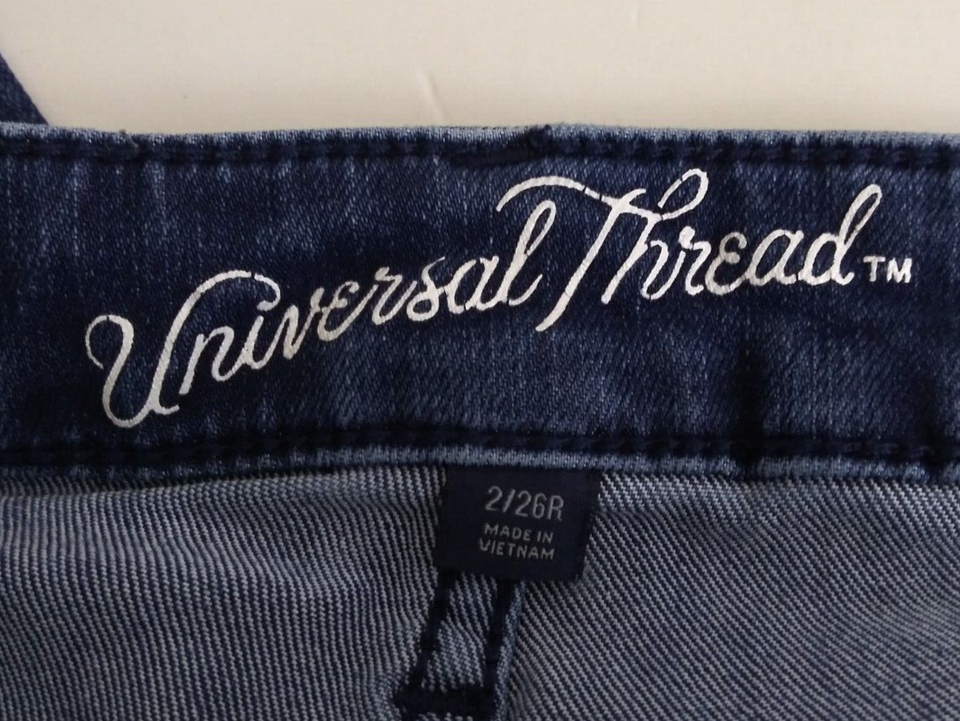 Universal Thread™
2/26R
MADE IN
VIETNAM